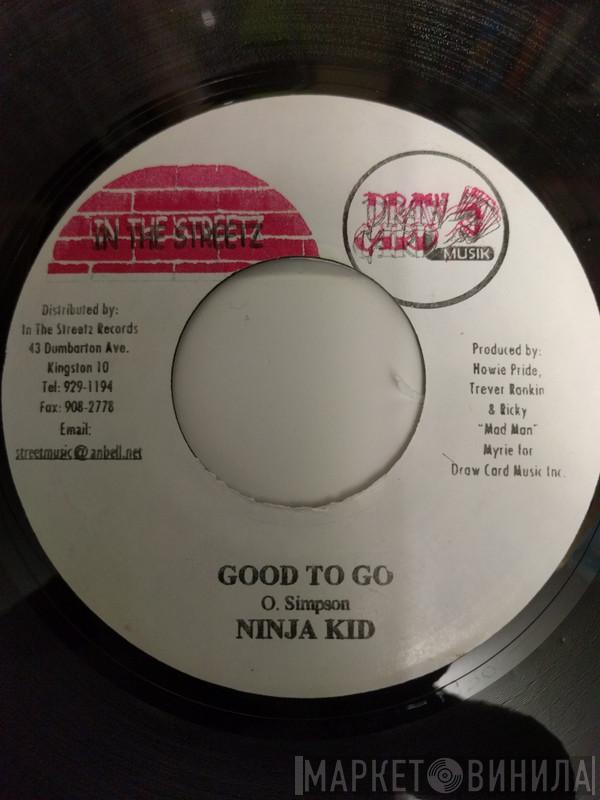 IN THE STREETZ
DRAW CARD
MUSIK
Distributed by:
In The Streetz Records
43 Dumbarton Ave.
Kingston 10
Tel: 929-1194
Fax: 908-2778
Email:
streetmusic@anbell.net
Produced by:
Howie Pride,
Trever Rankin
& Ricky
"Mad Man"
Myrie for
Draw Card Music Inc.
GOOD TO GO
O. Simpson
NINJA KID
МАРКЕТ ВИНИЛА